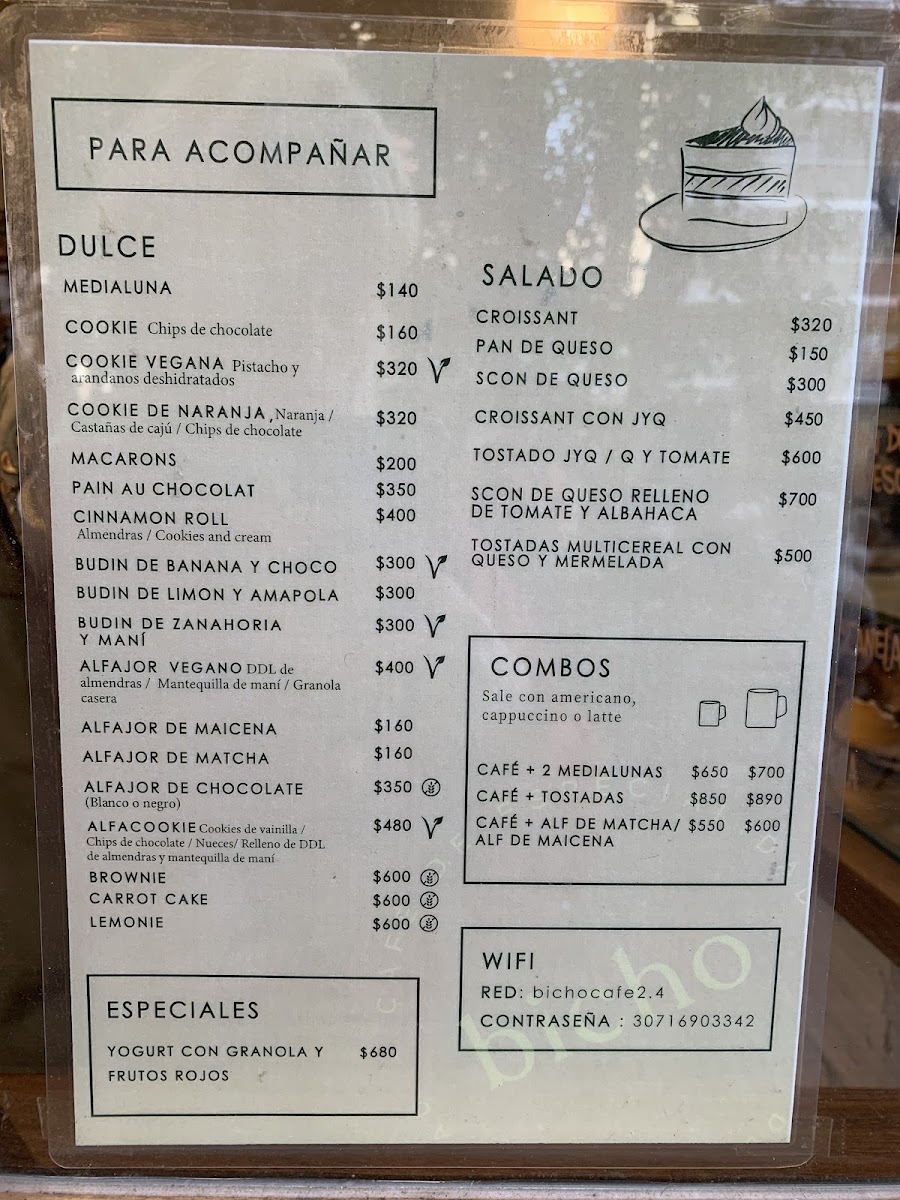 PARA ACOMPAÑAR
DULCE
MEDIALUNA $140
COOKIE Chips de chocolate $160
COOKIE VEGANA Pistacho y $320
arandanos deshidratados
COOKIE DE NARANJA, Naranja / $320
Castañas de cajú / Chips de chocolate
MACARONS $200
PAIN AU CHOCOLAT $350
CINNAMON ROLL $400
Almendras / Cookies and cream
BUDIN DE BANANA Y CHOCO $300
BUDIN DE LIMON Y AMAPOLA $300
BUDIN DE ZANAHORIA $300
Y MANÍ
ALFAJOR VEGANO DDL de $400
almendras / Mantequilla de maní / Granola
casera
ALFAJOR DE MAICENA $160
ALFAJOR DE MATCHA $160
ALFAJOR DE CHOCOLATE $350
(Blanco o negro)
ALFACOOKIE Cookies de vainilla / $480
Chips de chocolate / Nueces/ Relleno de DDL
de almendras y mantequilla de maní
BROWNIE $600
CARROT CAKE $600
LEMONIE $600
ESPECIALES
YOGURT CON GRANOLA Y $680
FRUTOS ROJOS
SALADO
CROISSANT $320
PAN DE QUESO $150
SCON DE QUESO $300
CROISSANT CON JYQ $450
TOSTADO JYQ / Q Y TOMATE $600
SCON DE QUESO RELLENO $700
DE TOMATE Y ALBAHACA
TOSTADAS MULTICEREAL CON $500
QUESO Y MERMELADA
COMBOS
Sale con americano,
cappuccino o latte
CAFÉ + 2 MEDIALUNAS $650 $700
CAFÉ + TOSTADAS $850 $890
CAFÉ + ALF DE MATCHA/ $550 $600
ALF DE MAICENA
WIFI
RED: bichocafe2.4
CONTRASEÑA : 30716903342
bicho